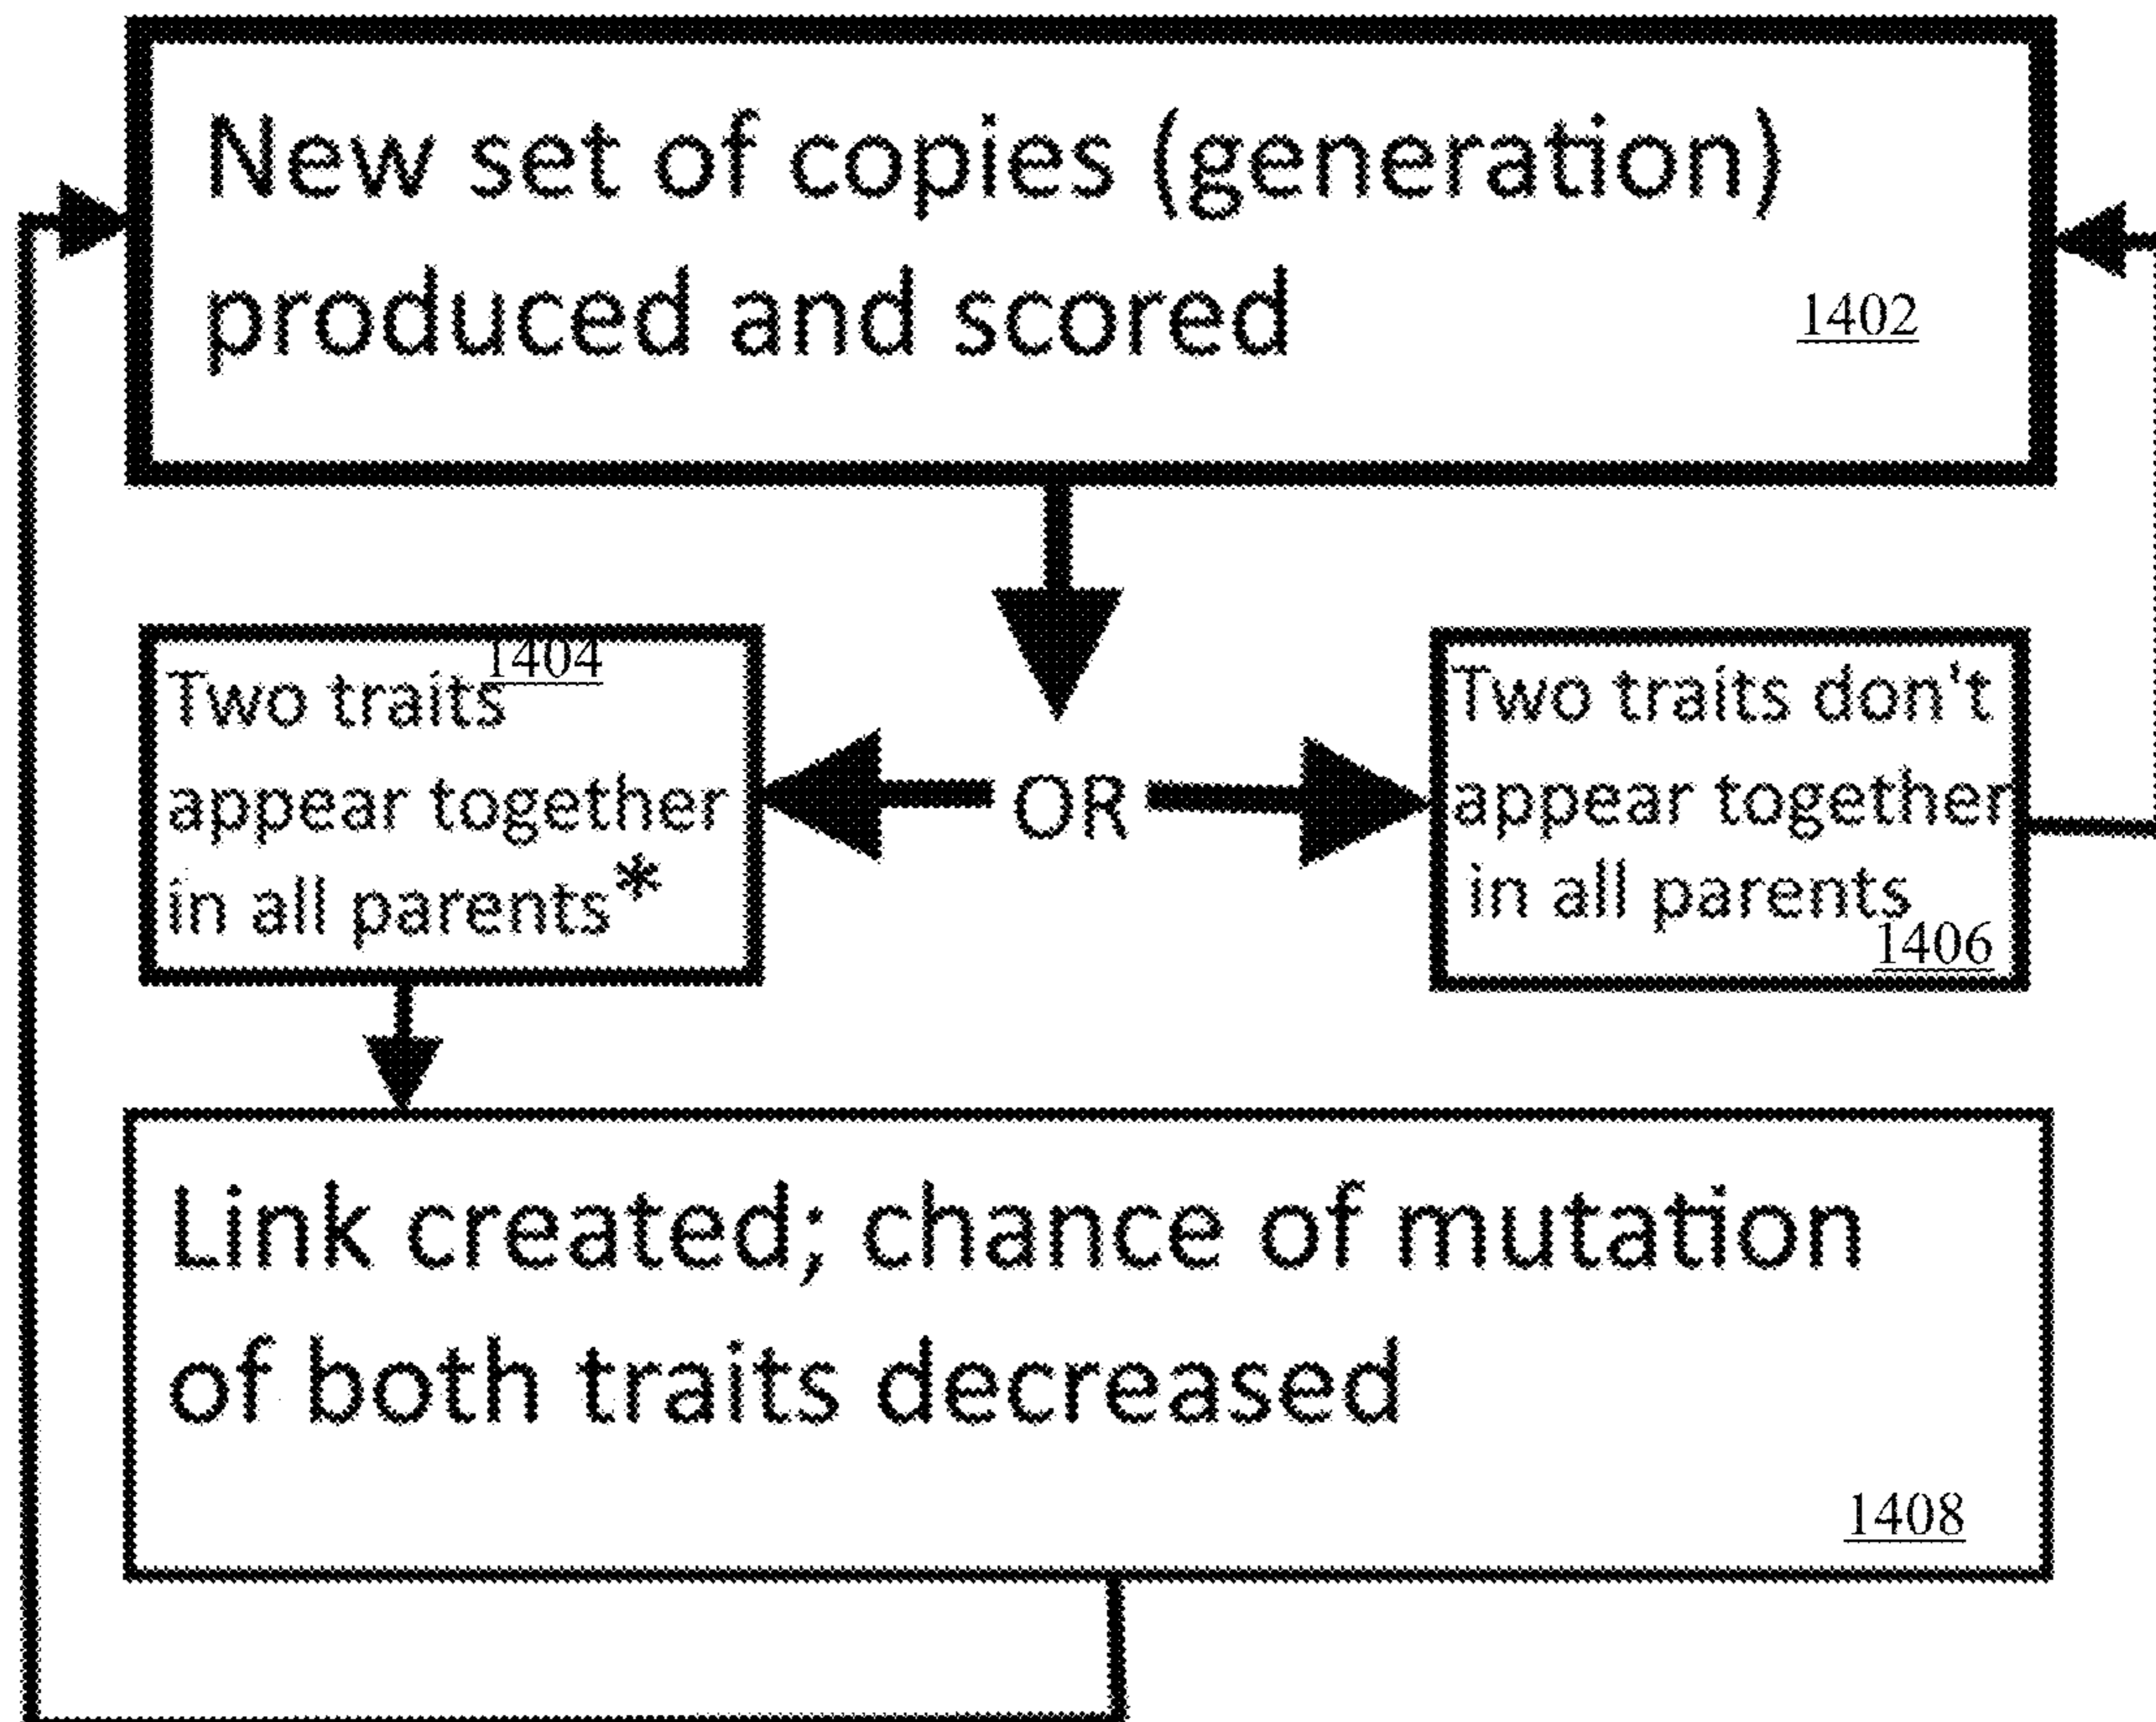 New set of copies (generation)
produced and scored
1402
1404
Two traits
appear together
in all parents*
OR
Two traits don't
appear together
in all parents
1406
Link created; chance of mutation
of both traits decreased
1408